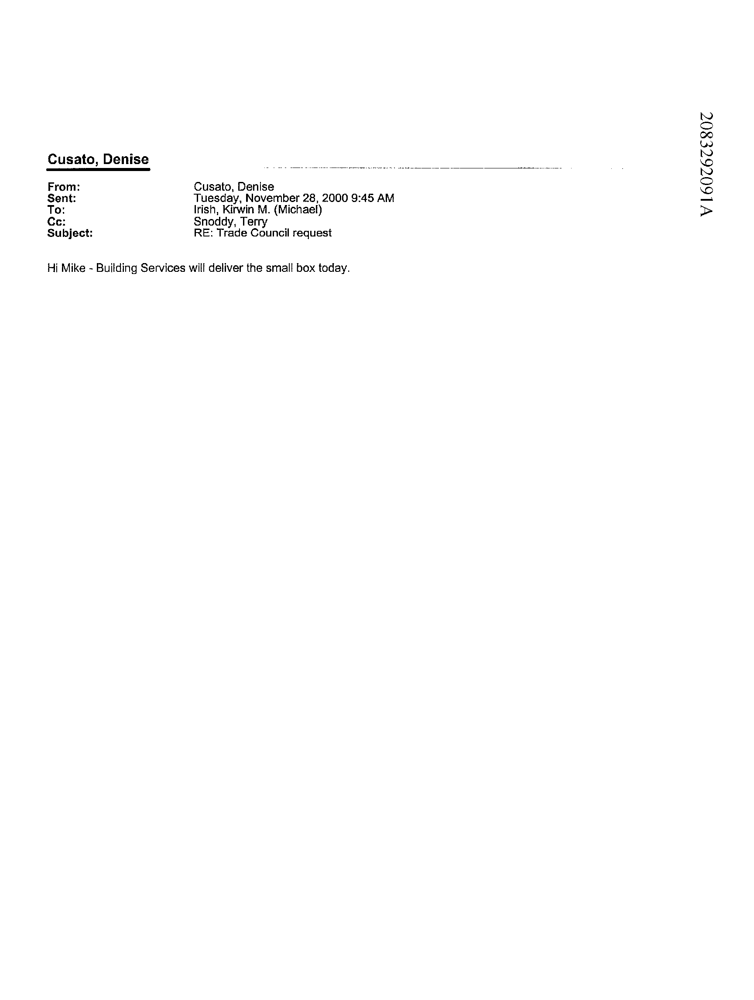 Cusato, Denise
From: Cusato, Denise
Sent: Tuesday, November 28, 2000 9:45 AM
To: Irish, Kirwin M. (Michael)
Cc: Snoddy, Terry
Subject: RE: Trade Council request
Hi Mike - Building Services will deliver the small box today.
2083292091A